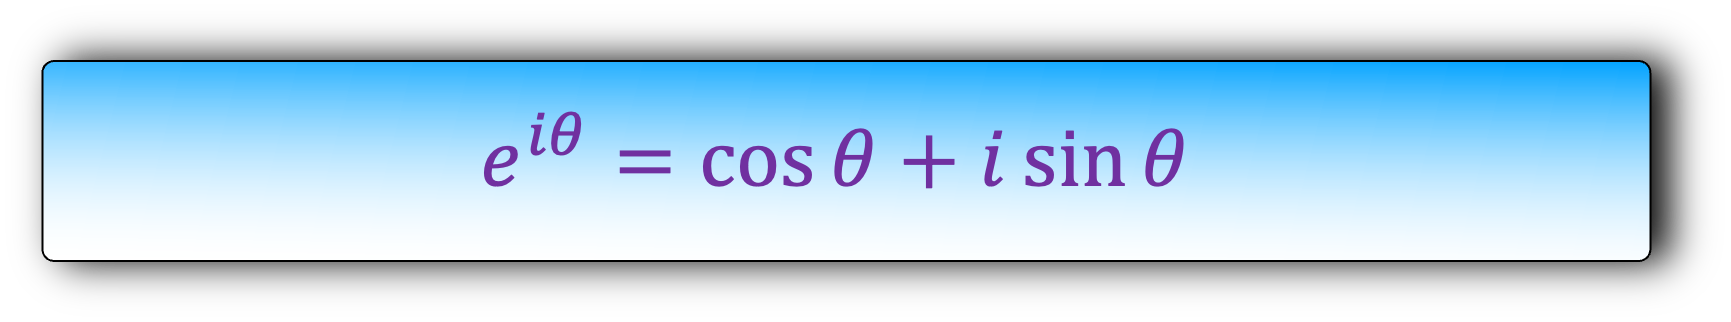 e^{iθ} = cos θ + i sin θ